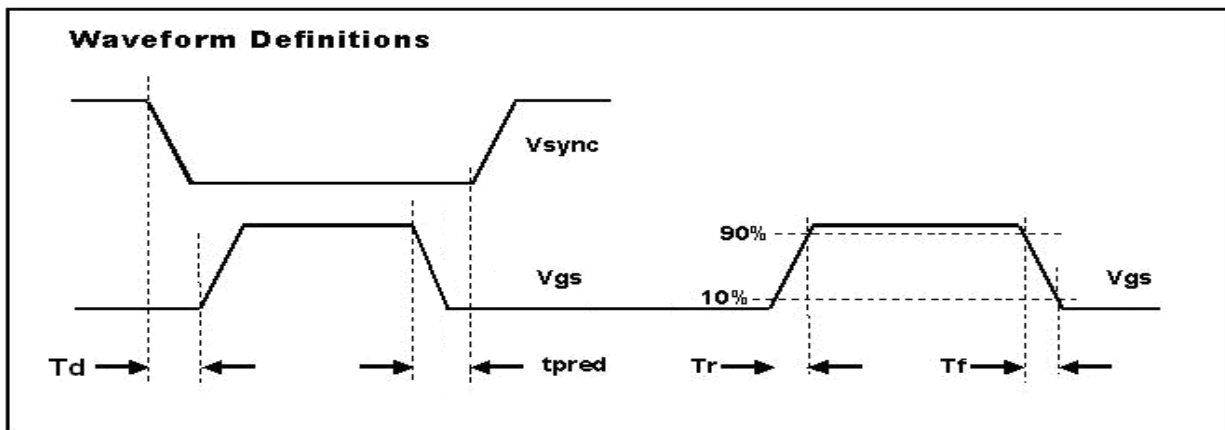 Waveform Definitions
Vsync
90%
Vgs
10%
Vgs
Td
tpred
Tr
Tf